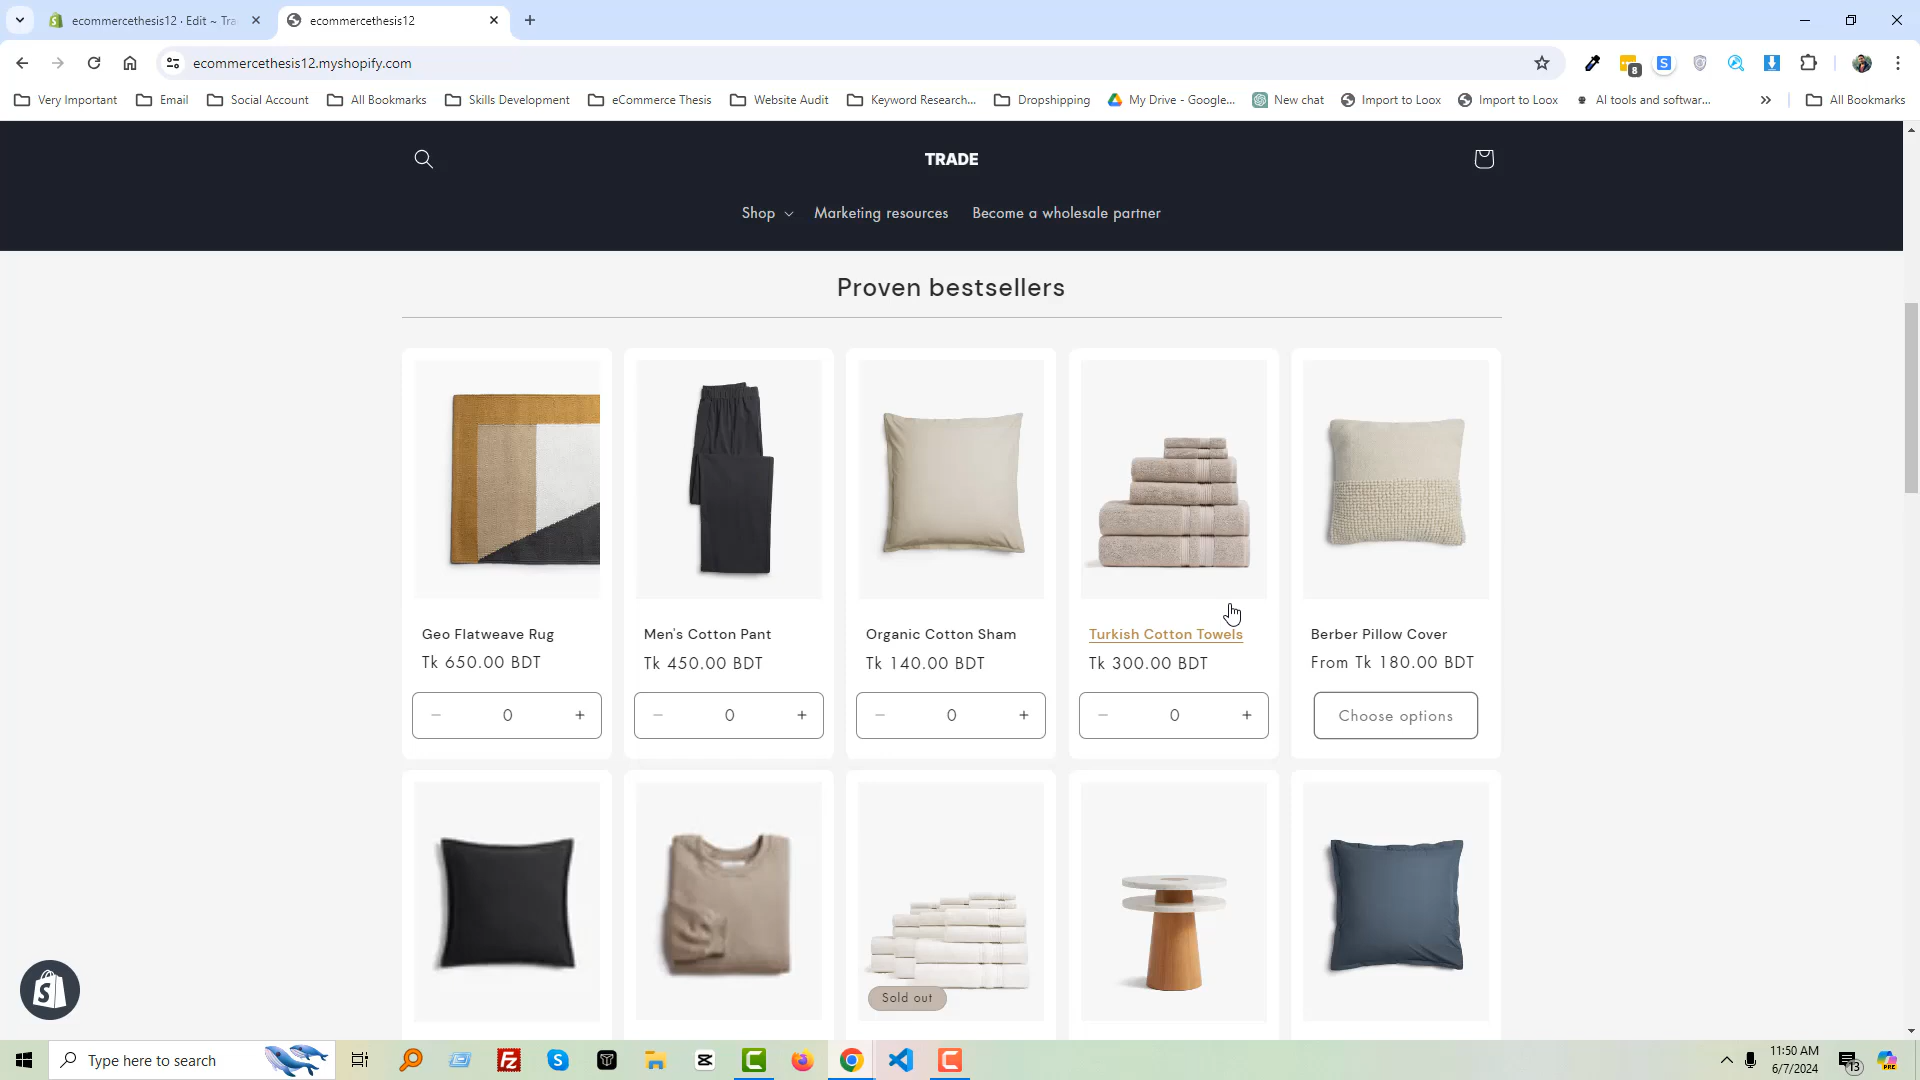 ecommercethesis12 · Edit ~ Tra
ecommercethesis12
ecommercethesis12.myshopify.com
8
S
Very Important
Email
Social Account
All Bookmarks
Skills Development
eCommerce Thesis
Website Audit
Keyword Research...
Dropshipping
My Drive - Google...
New chat
Import to Loox
Import to Loox
AI tools and softwar...
All Bookmarks
TRADE
Shop
Marketing resources
Become a wholesale partner
Proven bestsellers
Geo Flatweave Rug
Men's Cotton Pant
Organic Cotton Sham
Turkish Cotton Towels
Berber Pillow Cover
Tk 650.00 BDT
Tk 450.00 BDT
Tk 140.00 BDT
Tk 300.00 BDT
From Tk 180.00 BDT
− 0 +
− 0 +
− 0 +
− 0 +
Choose options
Sold out
Type here to search
11:50 AM
6/7/2024
13
PRE